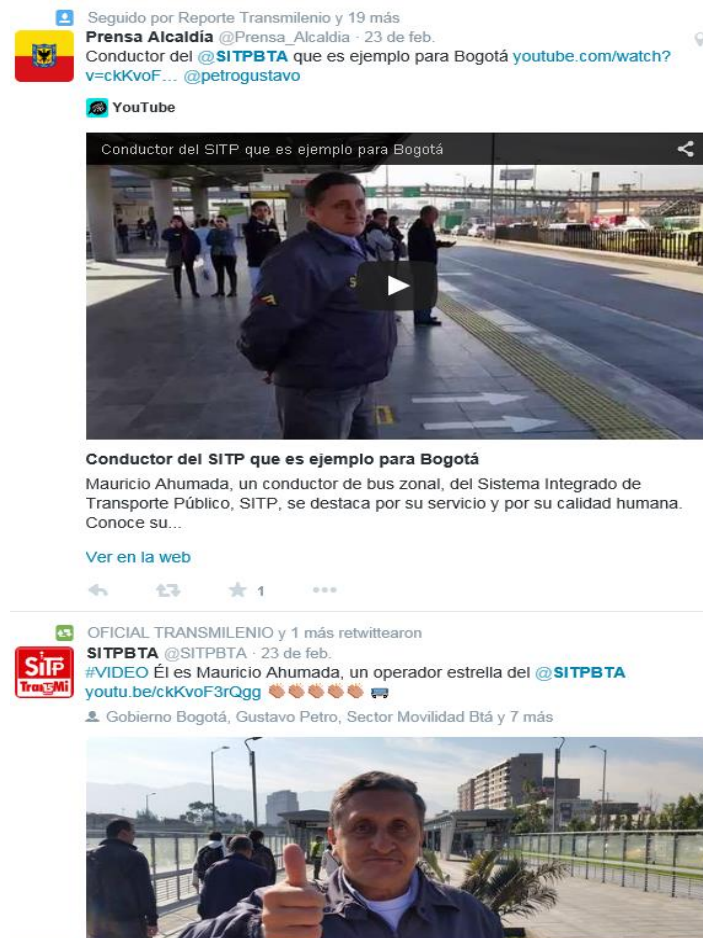 Seguido por Reporte Transmilenio y 19 más
Prensa Alcaldía @Prensa_Alcaldia · 23 de feb.
Conductor del @SITPBTA que es ejemplo para Bogotá youtube.com/watch?
v=ckKvoF... @petrogustavo
YouTube
Conductor del SITP que es ejemplo para Bogotá
Conductor del SITP que es ejemplo para Bogotá
Mauricio Ahumada, un conductor de bus zonal, del Sistema Integrado de
Transporte Público, SITP, se destaca por su servicio y por su calidad humana.
Conoce su...
Ver en la web
1
OFICIAL TRANSMILENIO y 1 más retwittearon
SITPBTA @SITPBTA · 23 de feb.
#VIDEO Él es Mauricio Ahumada, un operador estrella del @SITPBTA
youtu.be/ckKvoF3rQgg
SiTP
TransMi
Gobierno Bogotá, Gustavo Petro, Sector Movilidad Btá y 7 más